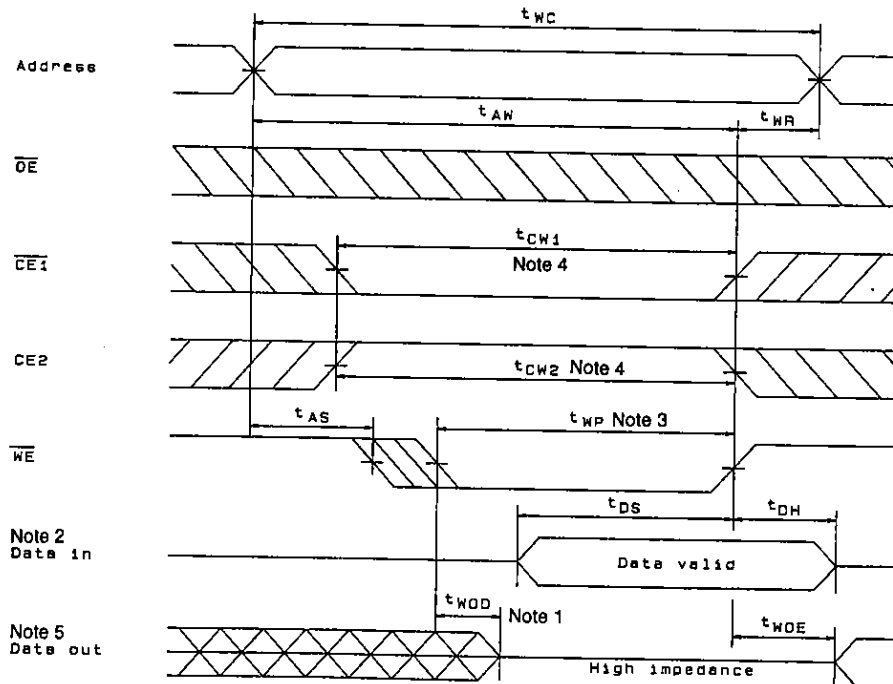 tWC
Address
tAW
tWR
OE
tCW1
CE1
Note 4
CE2
tCW2 Note 4
tAS
tWP Note 3
WE
tDS
tDH
Note 2
Data in
Data valid
tWOD
Note 1
tWOE
Note 5
Data out
High impedance